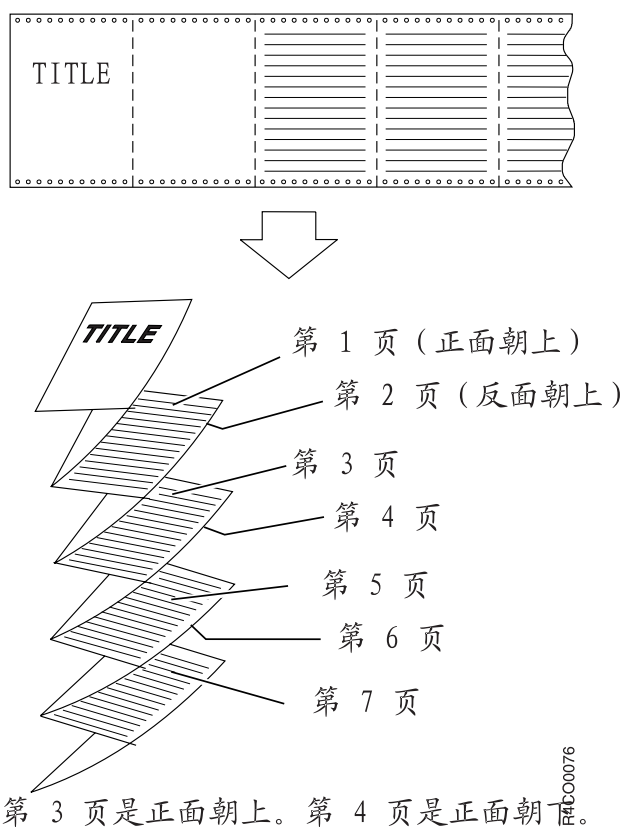 TITLE
TITLE
第 1 页（正面朝上）
第 2 页（反面朝上）
第 3 页
第 4 页
第 5 页
第 6 页
第 7 页
R4CO0076
第 3 页是正面朝上。第 4 页是正面朝下。